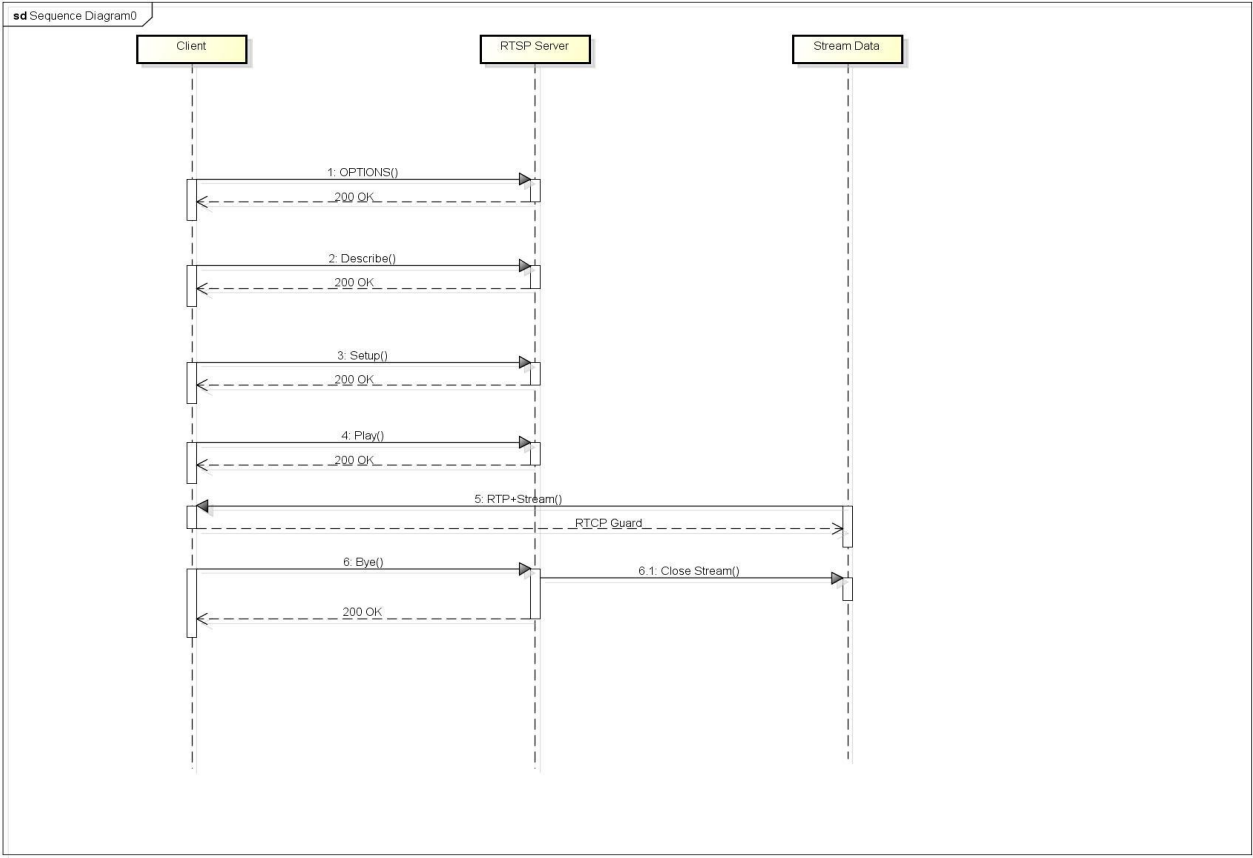 sd Sequence Diagram0
Client
RTSP Server
Stream Data
1: OPTIONS()
200 OK
2: Describe()
200 OK
3: Setup()
200 OK
4: Play()
200 OK
5: RTP+Stream()
RTCP Guard
6: Bye()
6.1: Close Stream()
200 OK